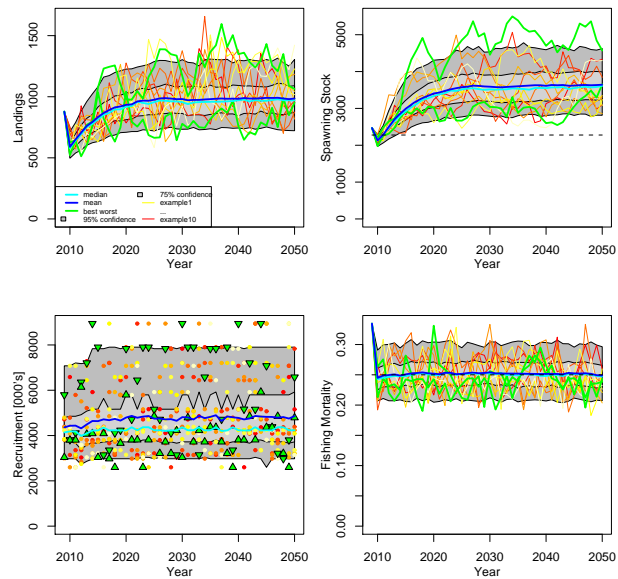 Landings
1500
1000
500
0
median
mean
best worst
95% confidence
75% confidence
example1
...
example10
2010 2020 2030 2040 2050
Year
Spawning Stock
5000
3000
1000
0
2010 2020 2030 2040 2050
Year
Recruitment [000's]
8000
6000
4000
2000
0
2010 2020 2030 2040 2050
Year
Fishing Mortality
0.30
0.20
0.10
0.00
2010 2020 2030 2040 2050
Year